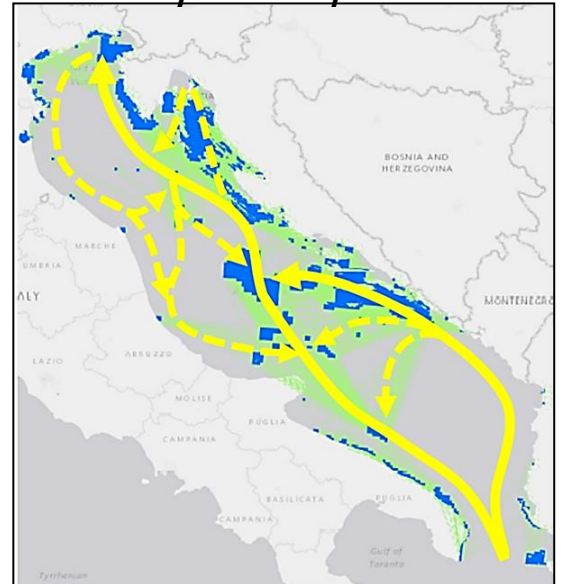 BOSNIA AND
HERZEGOVINA
MARCHE
UMBRIA
ALY
MONTENEGRO
LAZIO
ABRUZZO
MOLISE
PUGLIA
CAMPANIA
BASILICATA
PUGLIA
CAMPANIA
Gulf of
Taranto
Tyrrhenian